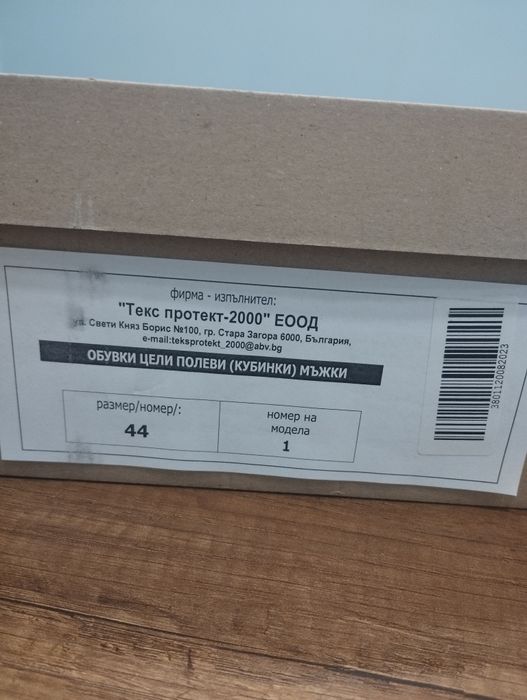 фирма - изпълнител:
"Текс протект-2000" ЕООД
ул. Свети Княз Борис №100, гр. Стара Загора 6000, България,
e-mail:teksprotekt_2000@abv.bg
ОБУВКИ ЦЕЛИ ПОЛЕВИ (КУБИНКИ) МЪЖКИ
размер/номер/:
44
номер на
модела
1
3801120082023